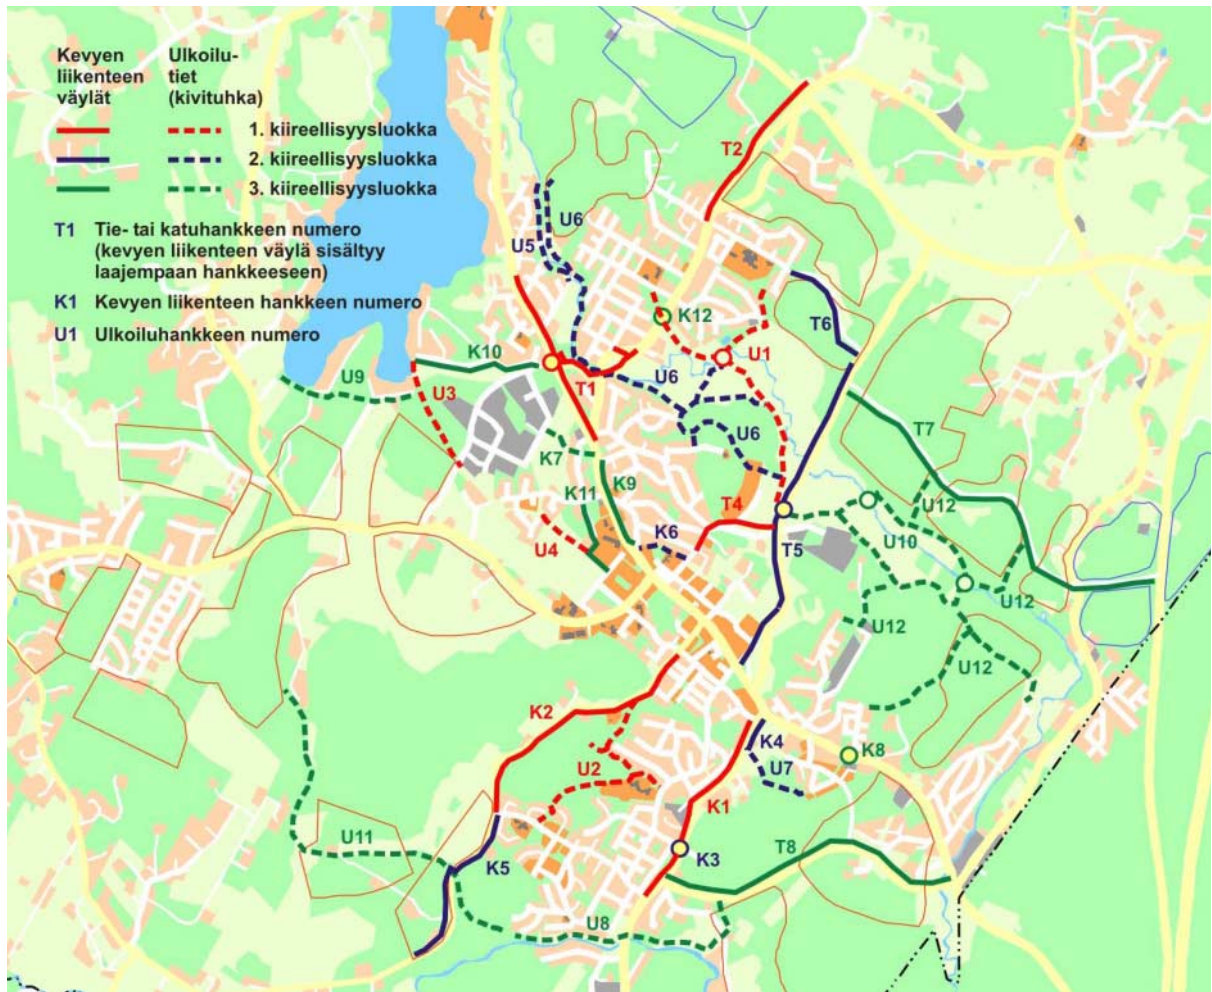 Kevyen
liikenteen
väylät
Ulkoilu-
tiet
(kivituhka)
1. kiireellisyysluokka
2. kiireellisyysluokka
3. kiireellisyysluokka
T1 Tie- tai katuhankkeen numero
(kevyen liikenteen väylä sisältyy
laajempaan hankkeeseen)
K1 Kevyen liikenteen hankkeen numero
U1 Ulkoiluhankkeen numero
T2
U6
U5
K12
T6
K10
U1
U9
T1
U6
U3
T7
U6
K7
K9
K11
U12
T4
K6
U10
U4
T5
U12
U12
U12
K2
K4
K8
U2
U7
K1
U11
T8
K5
K3
U8